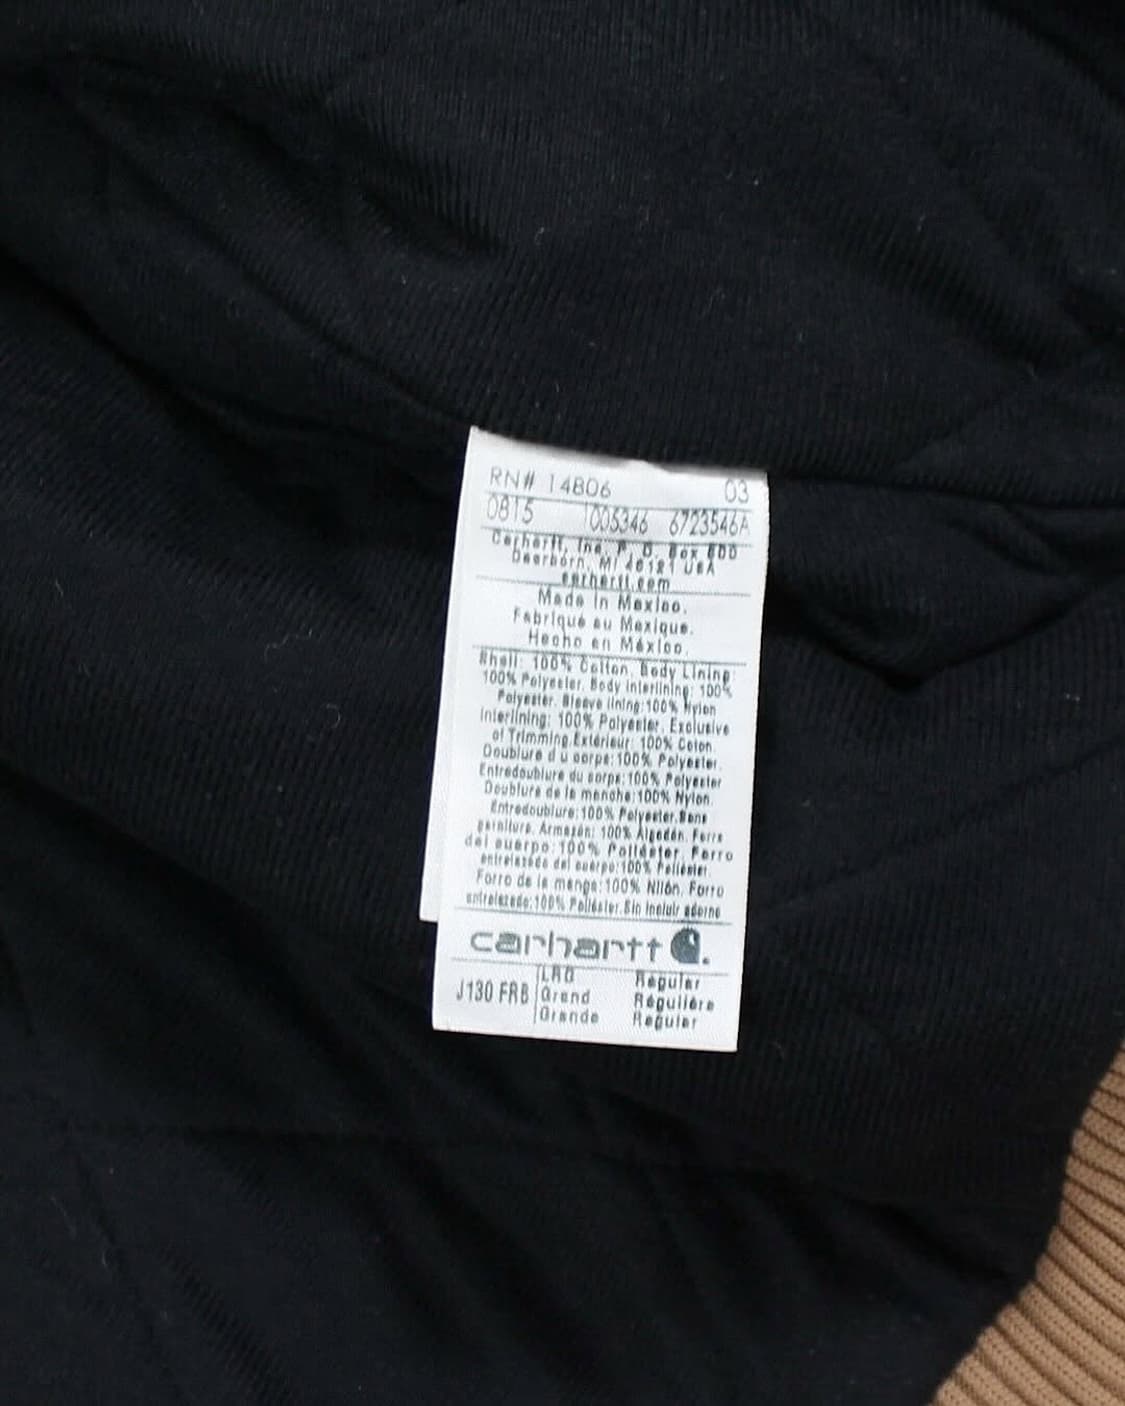 RN# 14806 03
0815 1005346 6723546A
Carhartt, Inc. P. O. Box 600
Dearborn, MI 48121 USA
carhartt.com
Made in Mexico.
Fabriqué au Mexique.
Hecho en México.
Shell: 100% Cotton. Body Lining:
100% Polyester. Body interlining: 100%
Polyester. Sleeve lining:100% Nylon
interlining: 100% Polyester. Exclusive
of Trimming.Extérieur: 100% Coton.
Doublure d u corps:100% Polyester.
Entredoublure du corps:100% Polyester
Doublure de la manche:100% Nylon.
Entredoublure:100% Polyester.Sans
garniture. Armazón: 100% Algodón. Forro
del cuerpo:100% Poliéster. Forro
entrelazado del cuerpo:100% Poliéster.
Forro de la manga:100% Nilón. Forro
entrelazado:100% Poliéster.Sin incluir adorno
carhartt
LRG Regular
J130 FRB Grand Régulière
Grande Regular